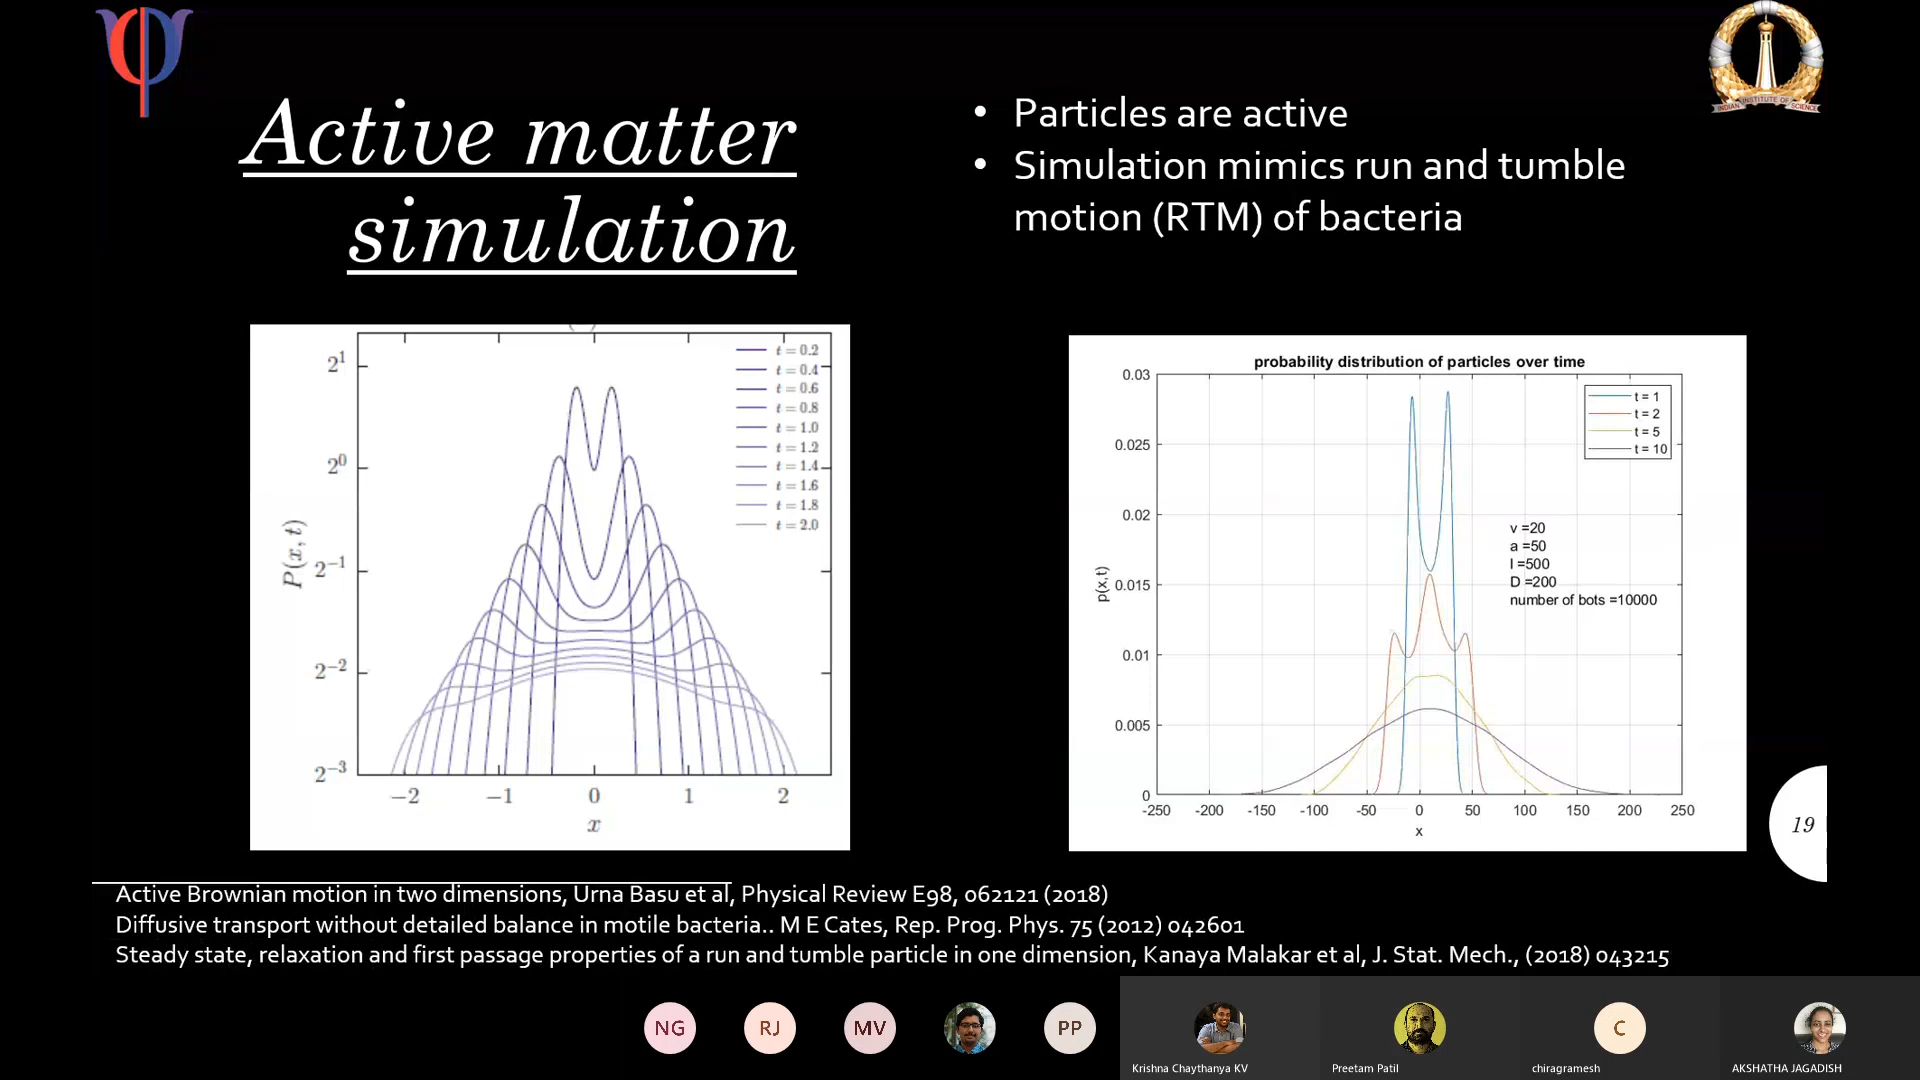 INDIAN INSTITUTE OF SCIENCE
Active matter
simulation
• Particles are active
• Simulation mimics run and tumble
motion (RTM) of bacteria
t = 0.2
t = 0.4
t = 0.6
t = 0.8
t = 1.0
t = 1.2
t = 1.4
t = 1.6
t = 1.8
t = 2.0
2^1
2^0
2^−1
2^−2
2^−3
P(x, t)
−2 −1 0 1 2
x
probability distribution of particles over time
t = 1
t = 2
t = 5
t = 10
v =20
a =50
l =500
D =200
number of bots =10000
0.03
0.025
0.02
0.015
0.01
0.005
0
p(x,t)
-250 -200 -150 -100 -50 0 50 100 150 200 250
x
19
Active Brownian motion in two dimensions, Urna Basu et al, Physical Review E98, 062121 (2018)
Diffusive transport without detailed balance in motile bacteria.. M E Cates, Rep. Prog. Phys. 75 (2012) 042601
Steady state, relaxation and first passage properties of a run and tumble particle in one dimension, Kanaya Malakar et al, J. Stat. Mech., (2018) 043215
NG RJ MV PP C
Krishna Chaythanya KV Preetam Patil chiragramesh AKSHATHA JAGADISH